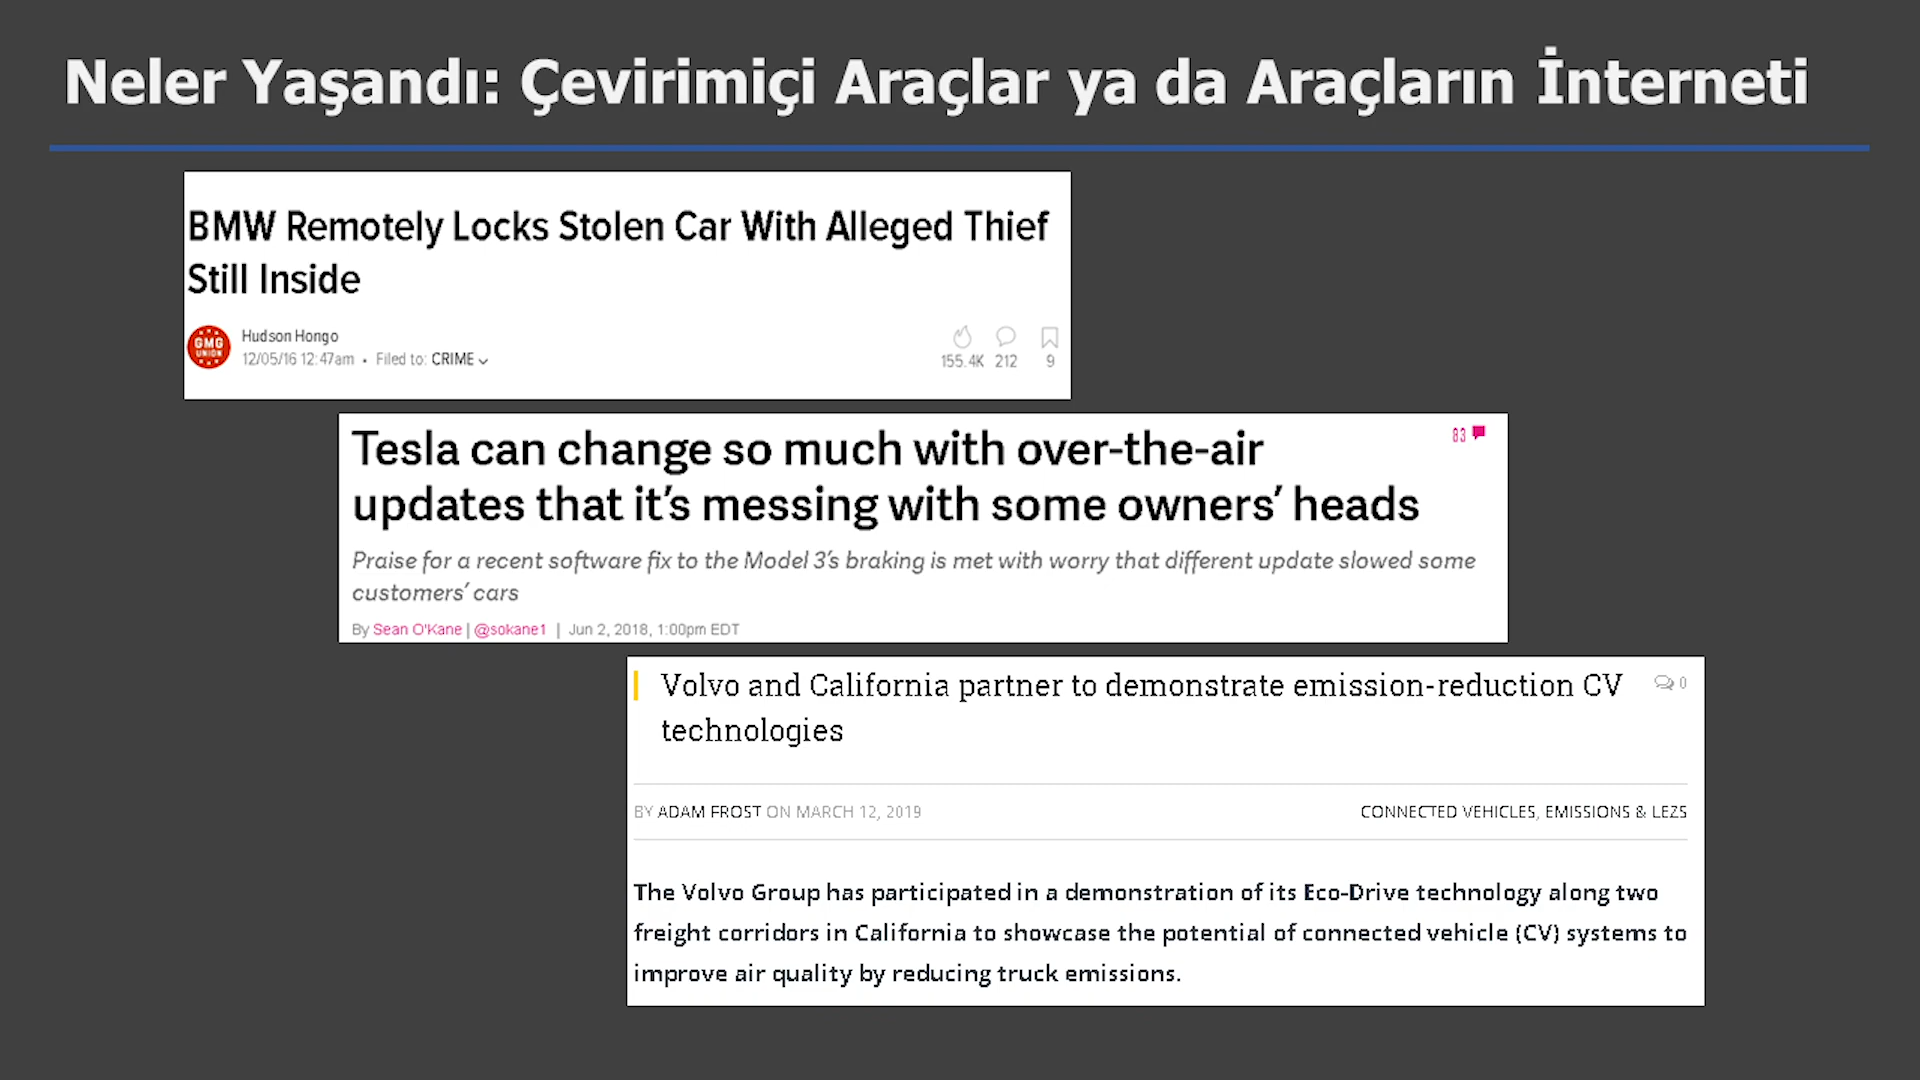 Neler Yaşandı: Çevirimiçi Araçlar ya da Araçların İnterneti
BMW Remotely Locks Stolen Car With Alleged Thief
Still Inside
GMG
UNION
Hudson Hongo
12/05/16 12:47am • Filed to: CRIME
155.4K 212 9
Tesla can change so much with over-the-air
updates that it's messing with some owners' heads
83
Praise for a recent software fix to the Model 3's braking is met with worry that different update slowed some
customers' cars
By Sean O'Kane | @sokane1 | Jun 2, 2018, 1:00pm EDT
Volvo and California partner to demonstrate emission-reduction CV
technologies
0
BY ADAM FROST ON MARCH 12, 2019
CONNECTED VEHICLES, EMISSIONS & LEZS
The Volvo Group has participated in a demonstration of its Eco-Drive technology along two
freight corridors in California to showcase the potential of connected vehicle (CV) systems to
improve air quality by reducing truck emissions.